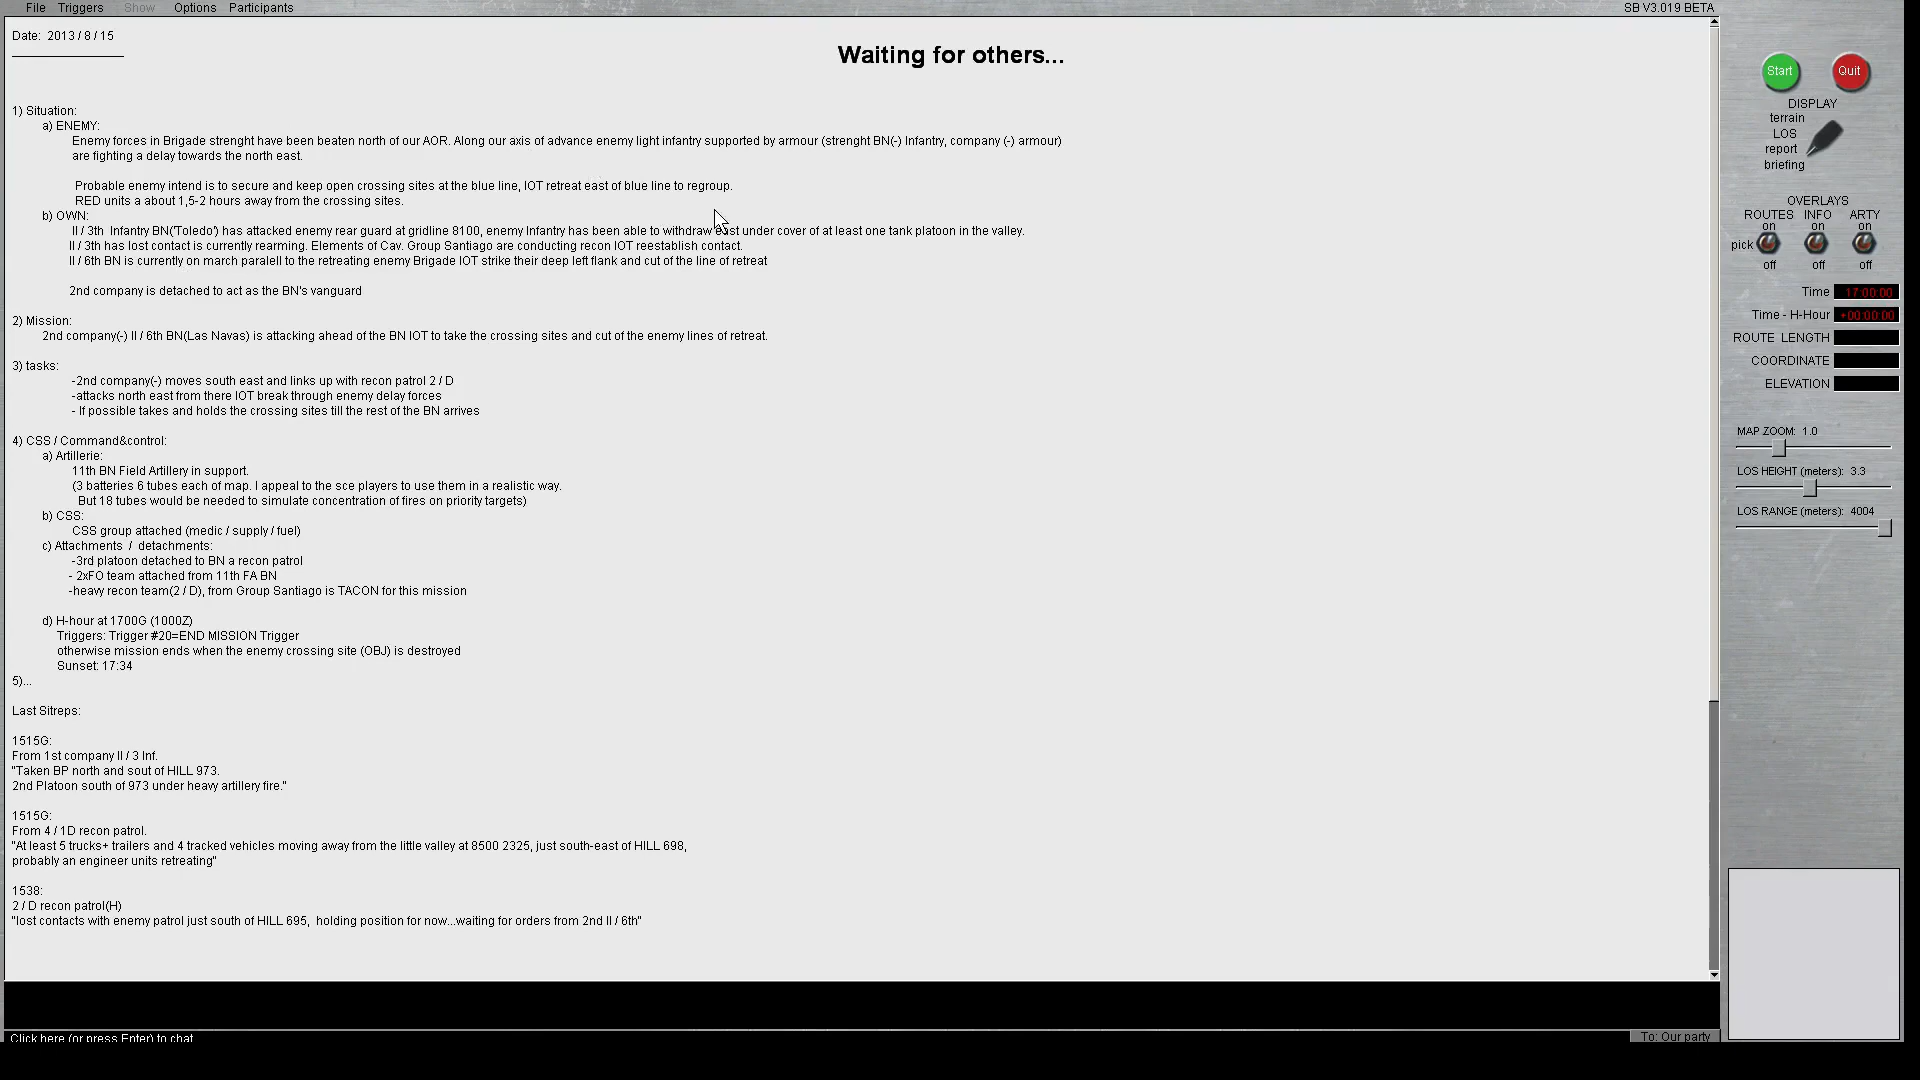 File Triggers Show Options Participants SB V3.019 BETA
Date: 2013 / 8 / 15
Waiting for others...
1) Situation:
a) ENEMY:
Enemy forces in Brigade strenght have been beaten north of our AOR. Along our axis of advance enemy light infantry supported by armour (strenght BN(-) Infantry, company (-) armour)
are fighting a delay towards the north east.
Probable enemy intend is to secure and keep open crossing sites at the blue line, IOT retreat east of blue line to regroup.
RED units a about 1,5-2 hours away from the crossing sites.
b) OWN:
II / 3th Infantry BN('Toledo') has attacked enemy rear guard at gridline 8100, enemy Infantry has been able to withdraw east under cover of at least one tank platoon in the valley.
II / 3th has lost contact is currently rearming. Elements of Cav. Group Santiago are conducting recon IOT reestablish contact.
II / 6th BN is currently on march paralell to the retreating enemy Brigade IOT strike their deep left flank and cut of the line of retreat
2nd company is detached to act as the BN's vanguard
2) Mission:
2nd company(-) II / 6th BN(Las Navas) is attacking ahead of the BN IOT to take the crossing sites and cut of the enemy lines of retreat.
3) tasks:
-2nd company(-) moves south east and links up with recon patrol 2 / D
-attacks north east from there IOT break through enemy delay forces
- If possible takes and holds the crossing sites till the rest of the BN arrives
4) CSS / Command&control:
a) Artillerie:
11th BN Field Artillery in support.
(3 batteries 6 tubes each of map. I appeal to the sce players to use them in a realistic way.
But 18 tubes would be needed to simulate concentration of fires on priority targets)
b) CSS:
CSS group attached (medic / supply / fuel)
c) Attachments / detachments:
-3rd platoon detached to BN a recon patrol
- 2xFO team attached from 11th FA BN
-heavy recon team(2 / D), from Group Santiago is TACON for this mission
d) H-hour at 1700G (1000Z)
Triggers: Trigger #20=END MISSION Trigger
otherwise mission ends when the enemy crossing site (OBJ) is destroyed
Sunset: 17:34
5)...
Last Sitreps:
1515G:
From 1st company II / 3 Inf.
"Taken BP north and sout of HILL 973.
2nd Platoon south of 973 under heavy artillery fire."
1515G:
From 4 / 1D recon patrol.
"At least 5 trucks+ trailers and 4 tracked vehicles moving away from the little valley at 8500 2325, just south-east of HILL 698,
probably an engineer units retreating"
1538:
2 / D recon patrol(H)
"lost contacts with enemy patrol just south of HILL 695, holding position for now...waiting for orders from 2nd II / 6th"
Click here (or press Enter) to chat
To: Our party
Start Quit
DISPLAY
terrain
LOS
report
briefing
OVERLAYS
ROUTES INFO ARTY
on on on
pick
off off off
Time 17:00:00
Time - H-Hour +00:00:00
ROUTE LENGTH
COORDINATE
ELEVATION
MAP ZOOM: 1.0
LOS HEIGHT (meters): 3.3
LOS RANGE (meters): 4004